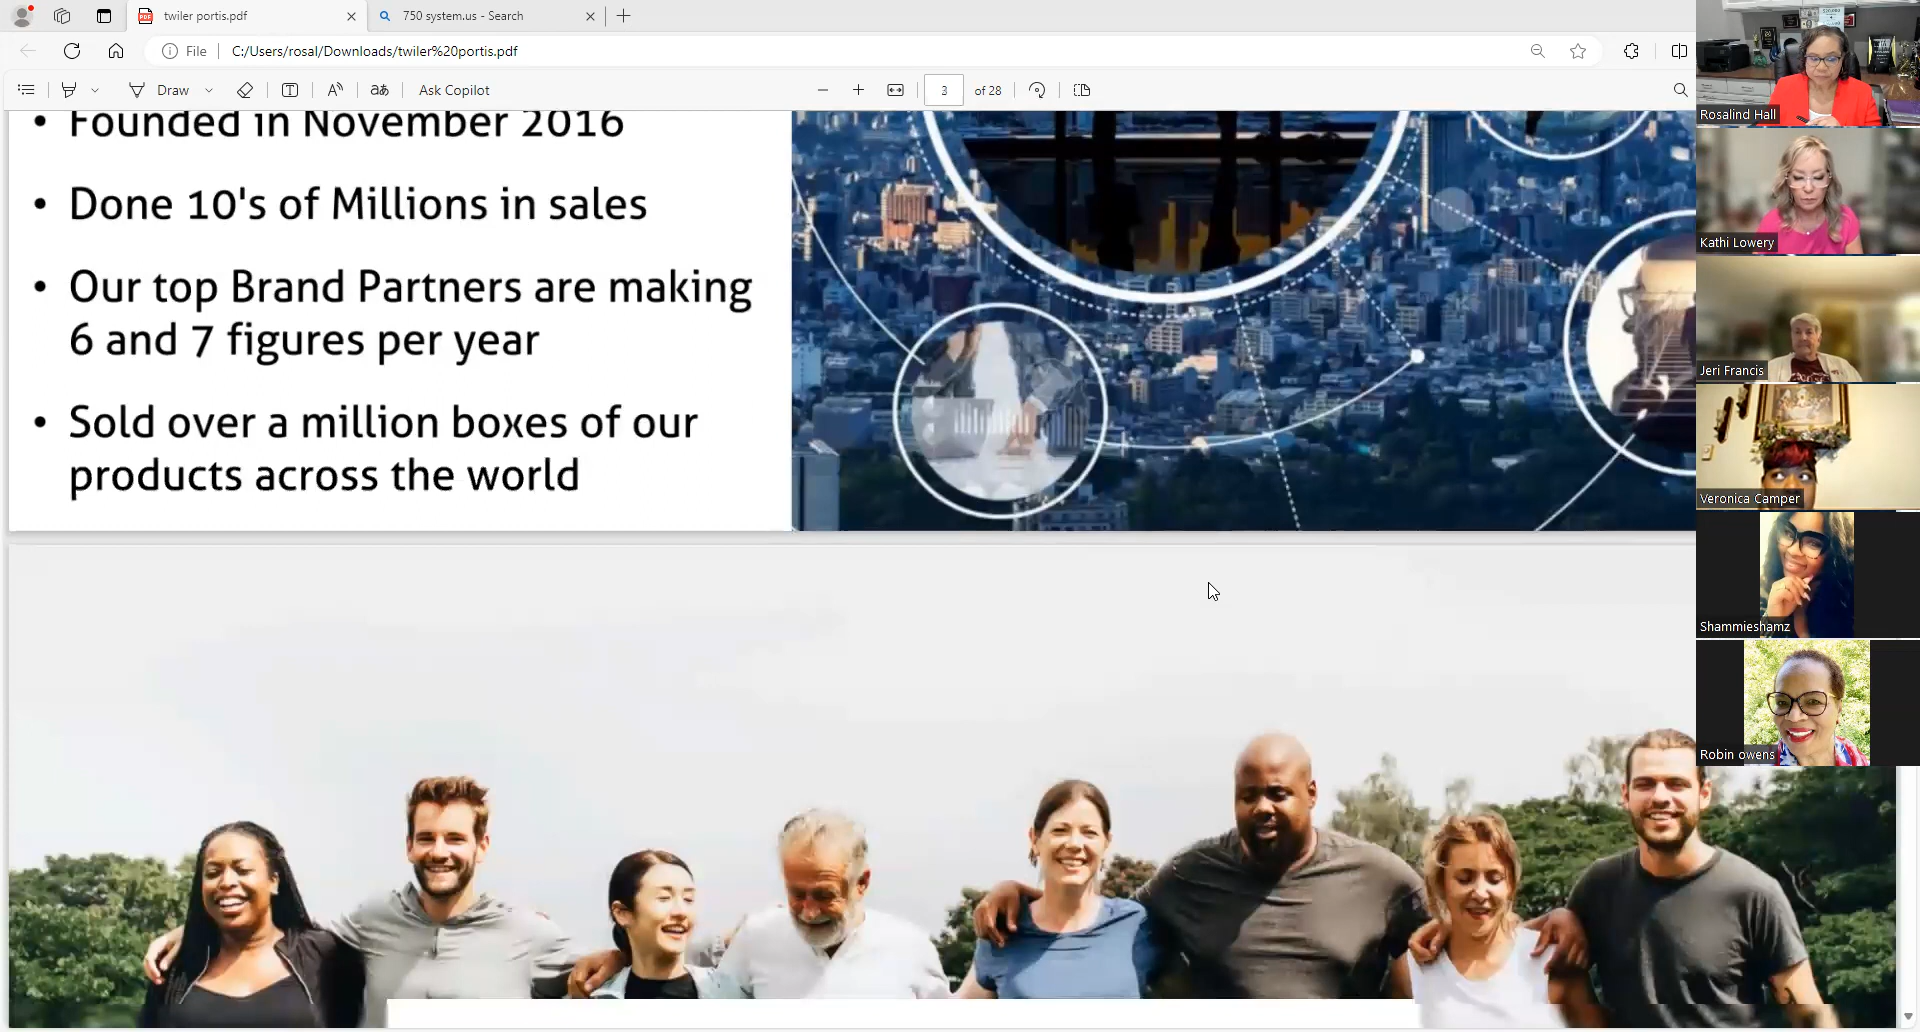 twiler portis.pdf
750 system.us - Search
File
C:/Users/rosal/Downloads/twiler%20portis.pdf
Draw
Ask Copilot
3 of 28
• Founded in November 2016
• Done 10's of Millions in sales
• Our top Brand Partners are making
6 and 7 figures per year
• Sold over a million boxes of our
products across the world
Rosalind Hall
Kathi Lowery
Jeri Francis
Veronica Camper
Shammieshamz
Robin owens